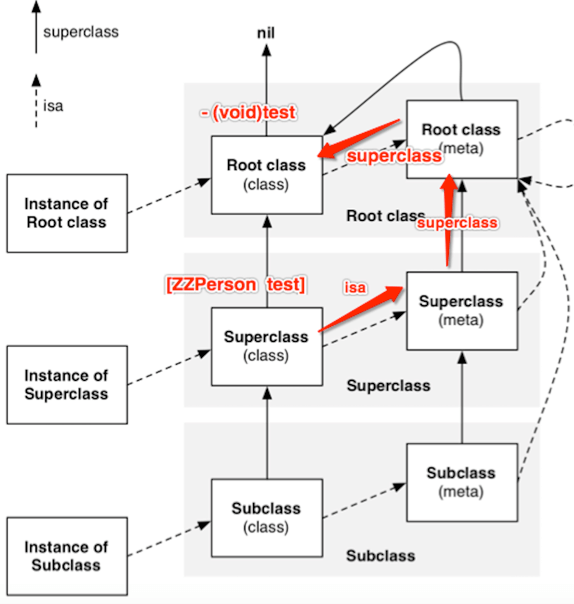 superclass
isa
nil
- (void)test
Root class
(class)
Root class
(meta)
superclass
Instance of
Root class
Root class
superclass
[ZZPerson test]
isa
Superclass
(class)
Superclass
(meta)
Instance of
Superclass
Superclass
Subclass
(class)
Subclass
(meta)
Instance of
Subclass
Subclass